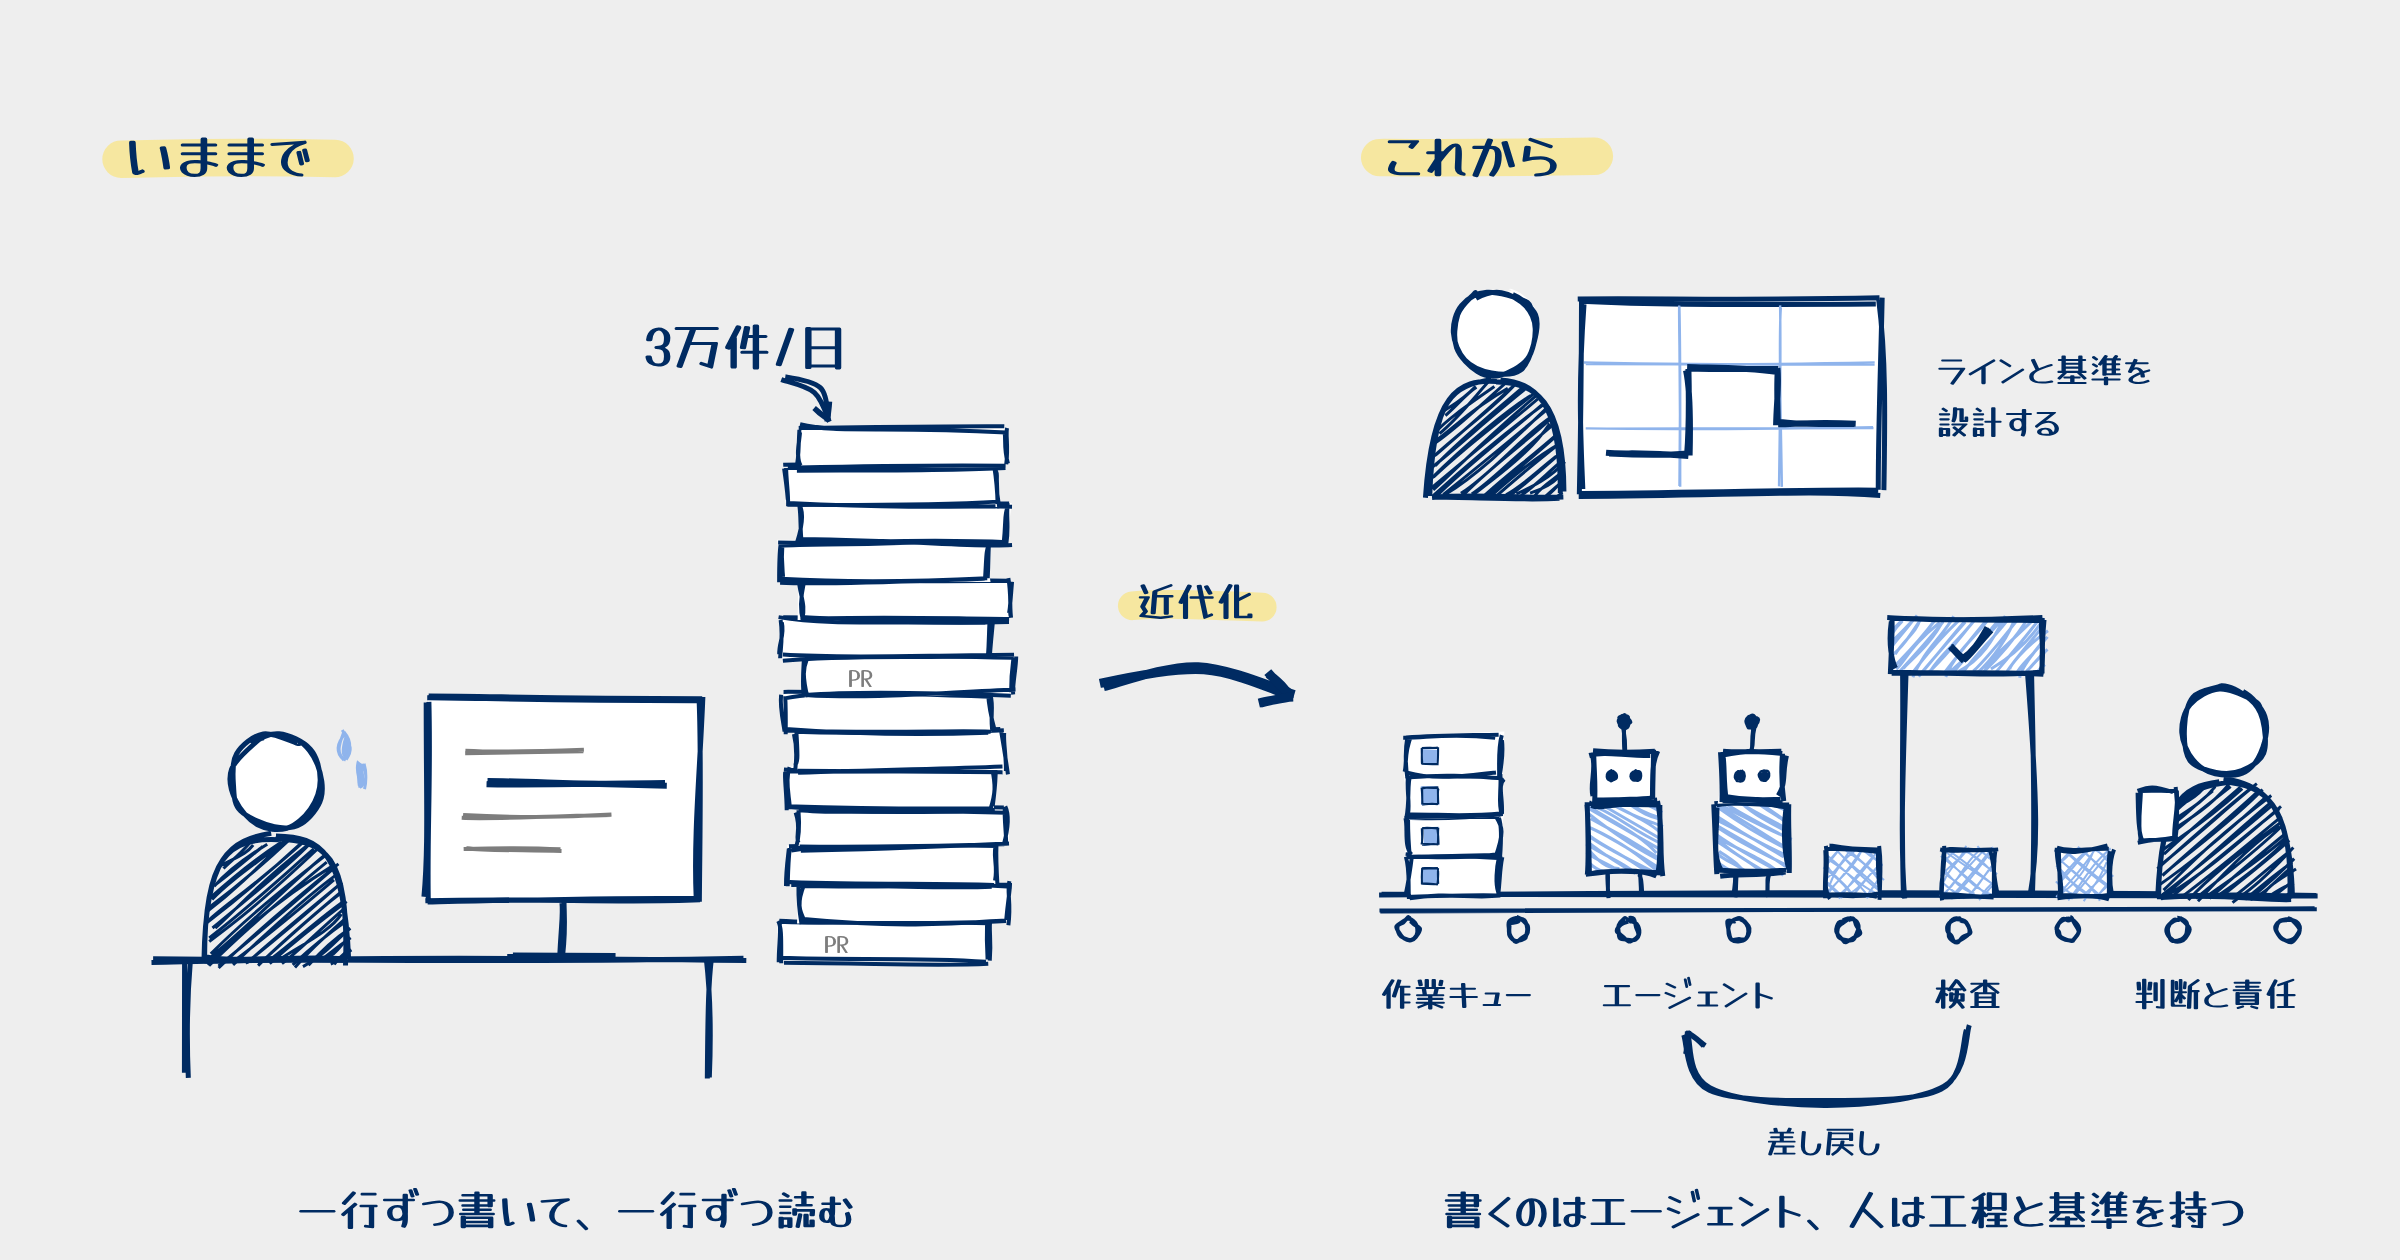 いままで
3万件/日
PR
PR
一行ずつ書いて、一行ずつ読む
近代化
これから
ラインと基準を
設計する
作業キュー
エージェント
検査
判断と責任
差し戻し
書くのはエージェント、人は工程と基準を持つ